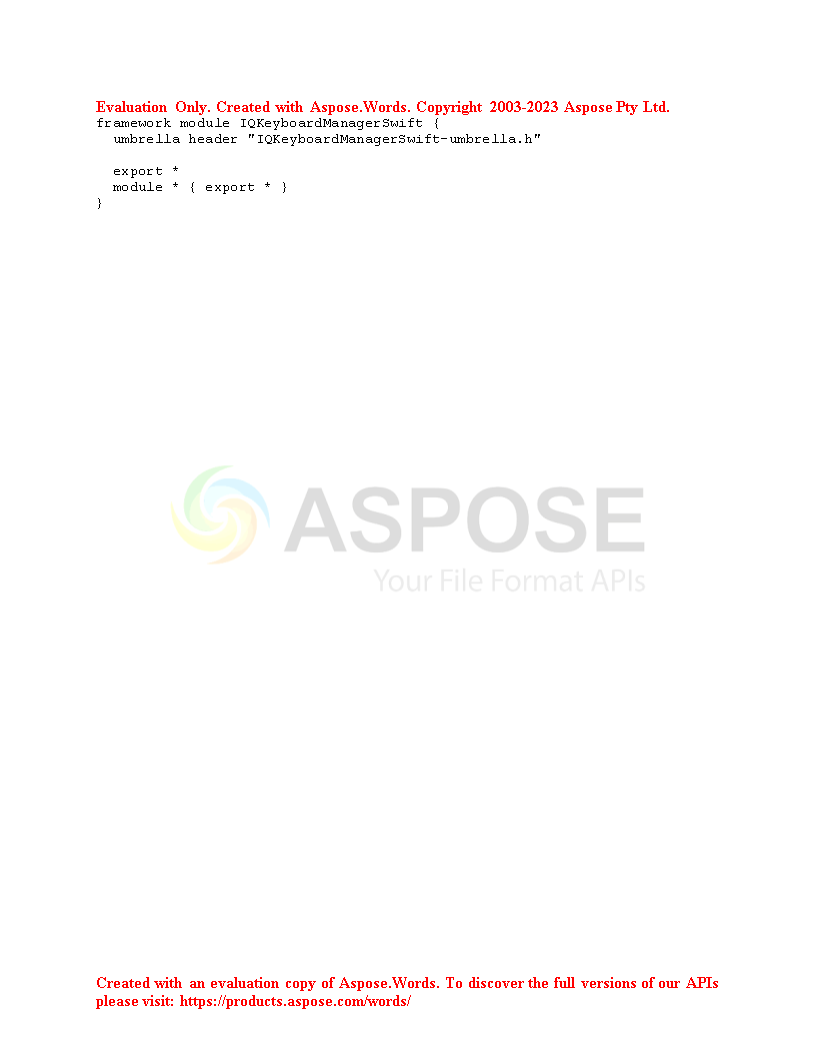 Evaluation Only. Created with Aspose.Words. Copyright 2003-2023 Aspose Pty Ltd.
framework module IQKeyboardManagerSwift {
  umbrella header "IQKeyboardManagerSwift-umbrella.h"

  export *
  module * { export * }
}
ASPOSE
Your File Format APIs
Created with an evaluation copy of Aspose.Words. To discover the full versions of our APIs
please visit: https://products.aspose.com/words/